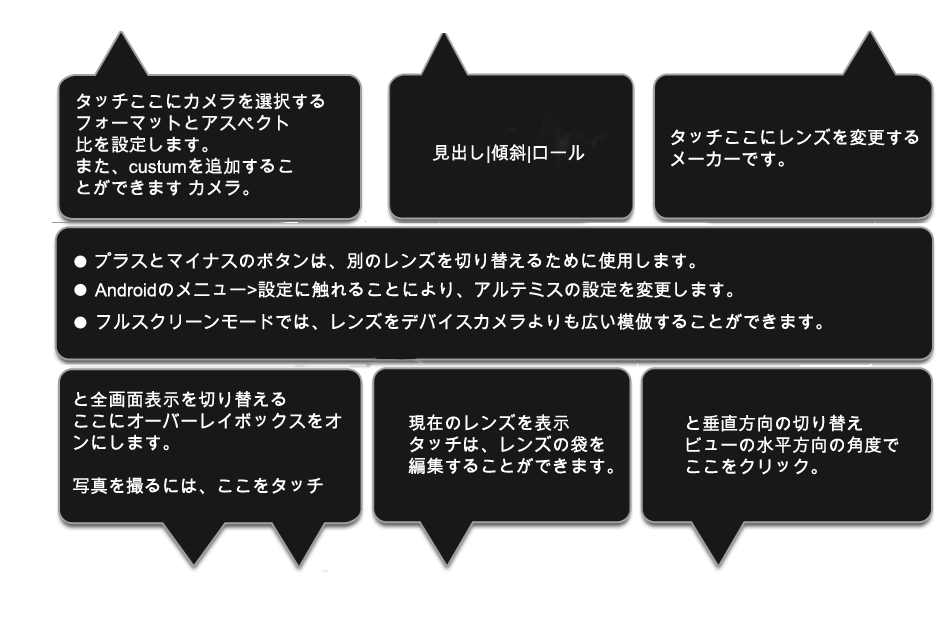 タッチここにカメラを選択する
フォーマットとアスペクト
比を設定します。
また、custumを追加するこ
とができます カメラ。
見出し|傾斜|ロール
タッチここにレンズを変更する
メーカーです。
● プラスとマイナスのボタンは、別のレンズを切り替えるために使用します。
● Androidのメニュー>設定に触れることにより、アルテミスの設定を変更します。
● フルスクリーンモードでは、レンズをデバイスカメラよりも広い模倣することができます。
と全画面表示を切り替える
ここにオーバーレイボックスをオ
ンにします。
写真を撮るには、ここをタッチ
現在のレンズを表示
タッチは、レンズの袋を
編集することができます。
と垂直方向の切り替え
ビューの水平方向の角度で
ここをクリック。